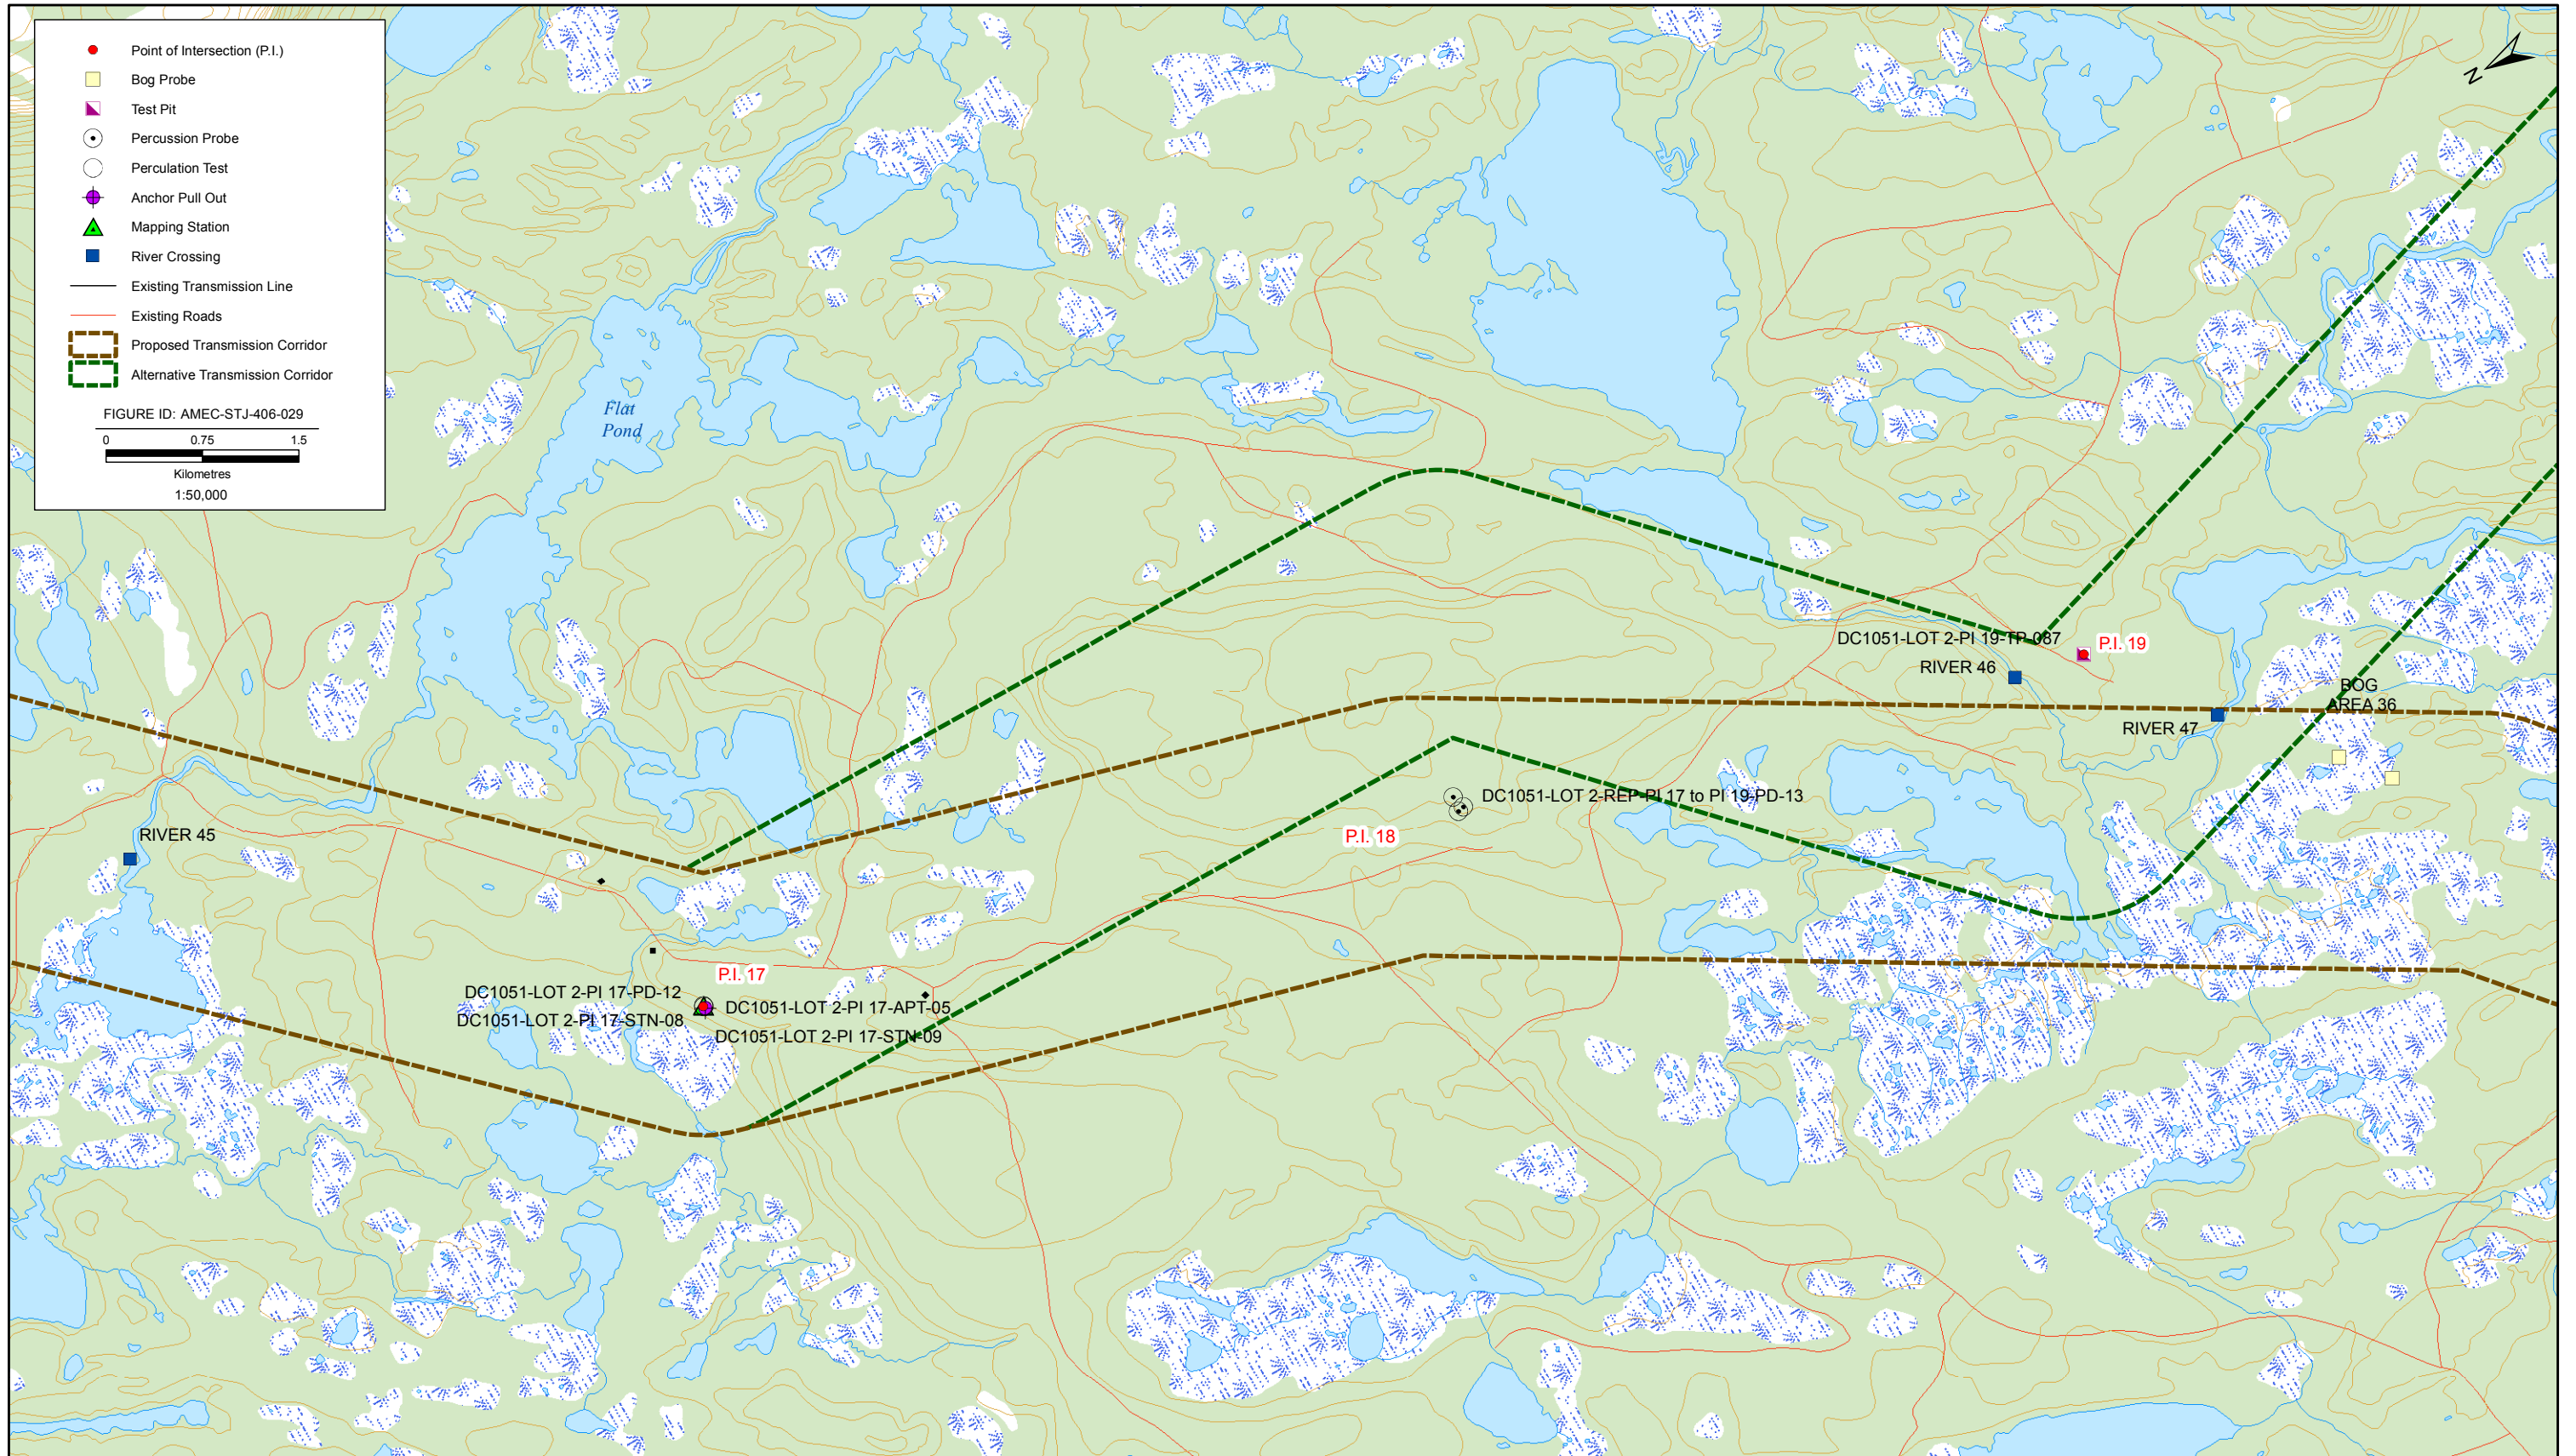 Point of Intersection (P.I.)
Bog Probe
Test Pit
Percussion Probe
Perculation Test
Anchor Pull Out
Mapping Station
River Crossing
Existing Transmission Line
Existing Roads
Proposed Transmission Corridor
Alternative Transmission Corridor
FIGURE ID: AMEC-STJ-406-029
0 0.75 1.5
Kilometres
1:50,000
N
Flat
Pond
DC1051-LOT 2-PI 19-TP-087
P.I. 19
RIVER 46
BOG
AREA 36
RIVER 47
DC1051-LOT 2-REP-PI 17 to PI 19-PD-13
P.I. 18
RIVER 45
P.I. 17
DC1051-LOT 2-PI 17-PD-12
DC1051-LOT 2-PI 17-APT-05
DC1051-LOT 2-PI 17-STN-08
DC1051-LOT 2-PI 17-STN-09